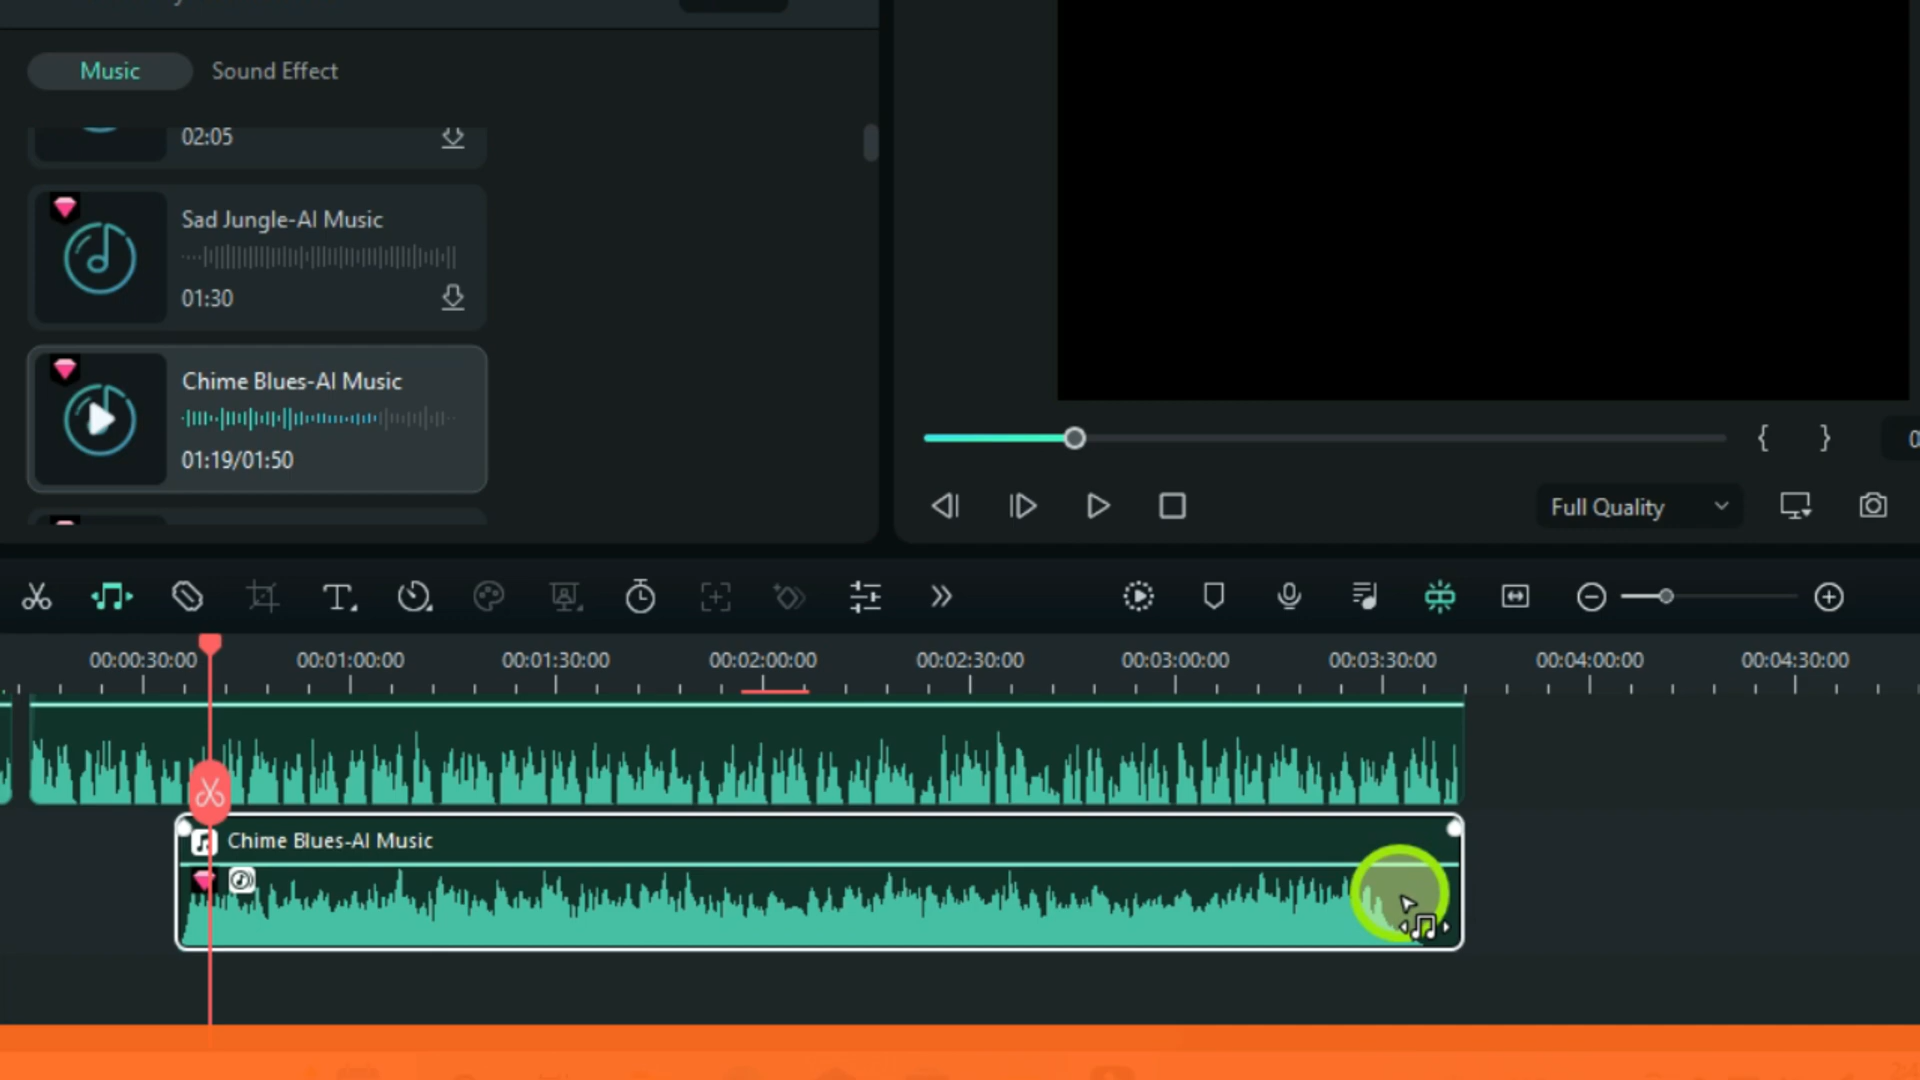 Music
Sound Effect
02:05
Sad Jungle-AI Music
01:30
Chime Blues-AI Music
01:19/01:50
Full Quality
00:00:30:00
00:01:00:00
00:01:30:00
00:02:00:00
00:02:30:00
00:03:00:00
00:03:30:00
00:04:00:00
00:04:30:00
Chime Blues-AI Music